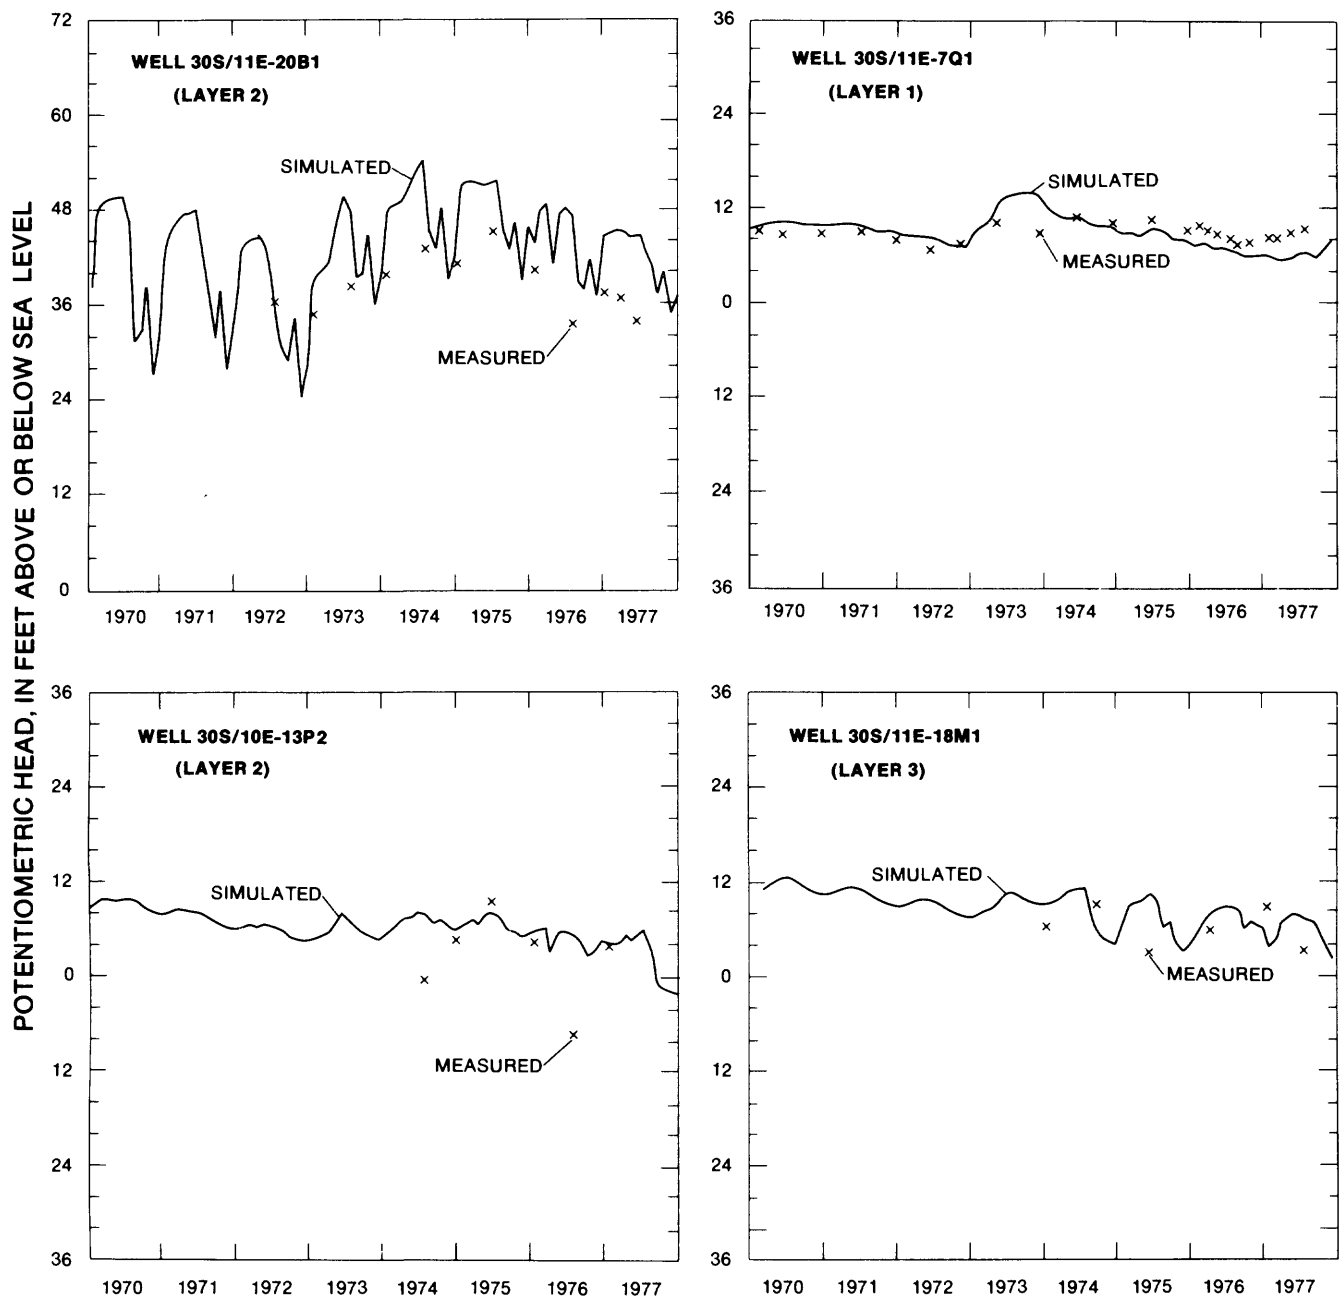 POTENTIOMETRIC HEAD, IN FEET ABOVE OR BELOW SEA LEVEL
WELL 30S/11E-20B1
(LAYER 2)
72
60
48
36
24
12
0
SIMULATED
MEASURED
1970 1971 1972 1973 1974 1975 1976 1977
WELL 30S/11E-7Q1
(LAYER 1)
36
24
12
0
12
24
36
SIMULATED
MEASURED
1970 1971 1972 1973 1974 1975 1976 1977
WELL 30S/10E-13P2
(LAYER 2)
36
24
12
0
12
24
36
SIMULATED
MEASURED
1970 1971 1972 1973 1974 1975 1976 1977
WELL 30S/11E-18M1
(LAYER 3)
36
24
12
0
12
24
36
SIMULATED
MEASURED
1970 1971 1972 1973 1974 1975 1976 1977